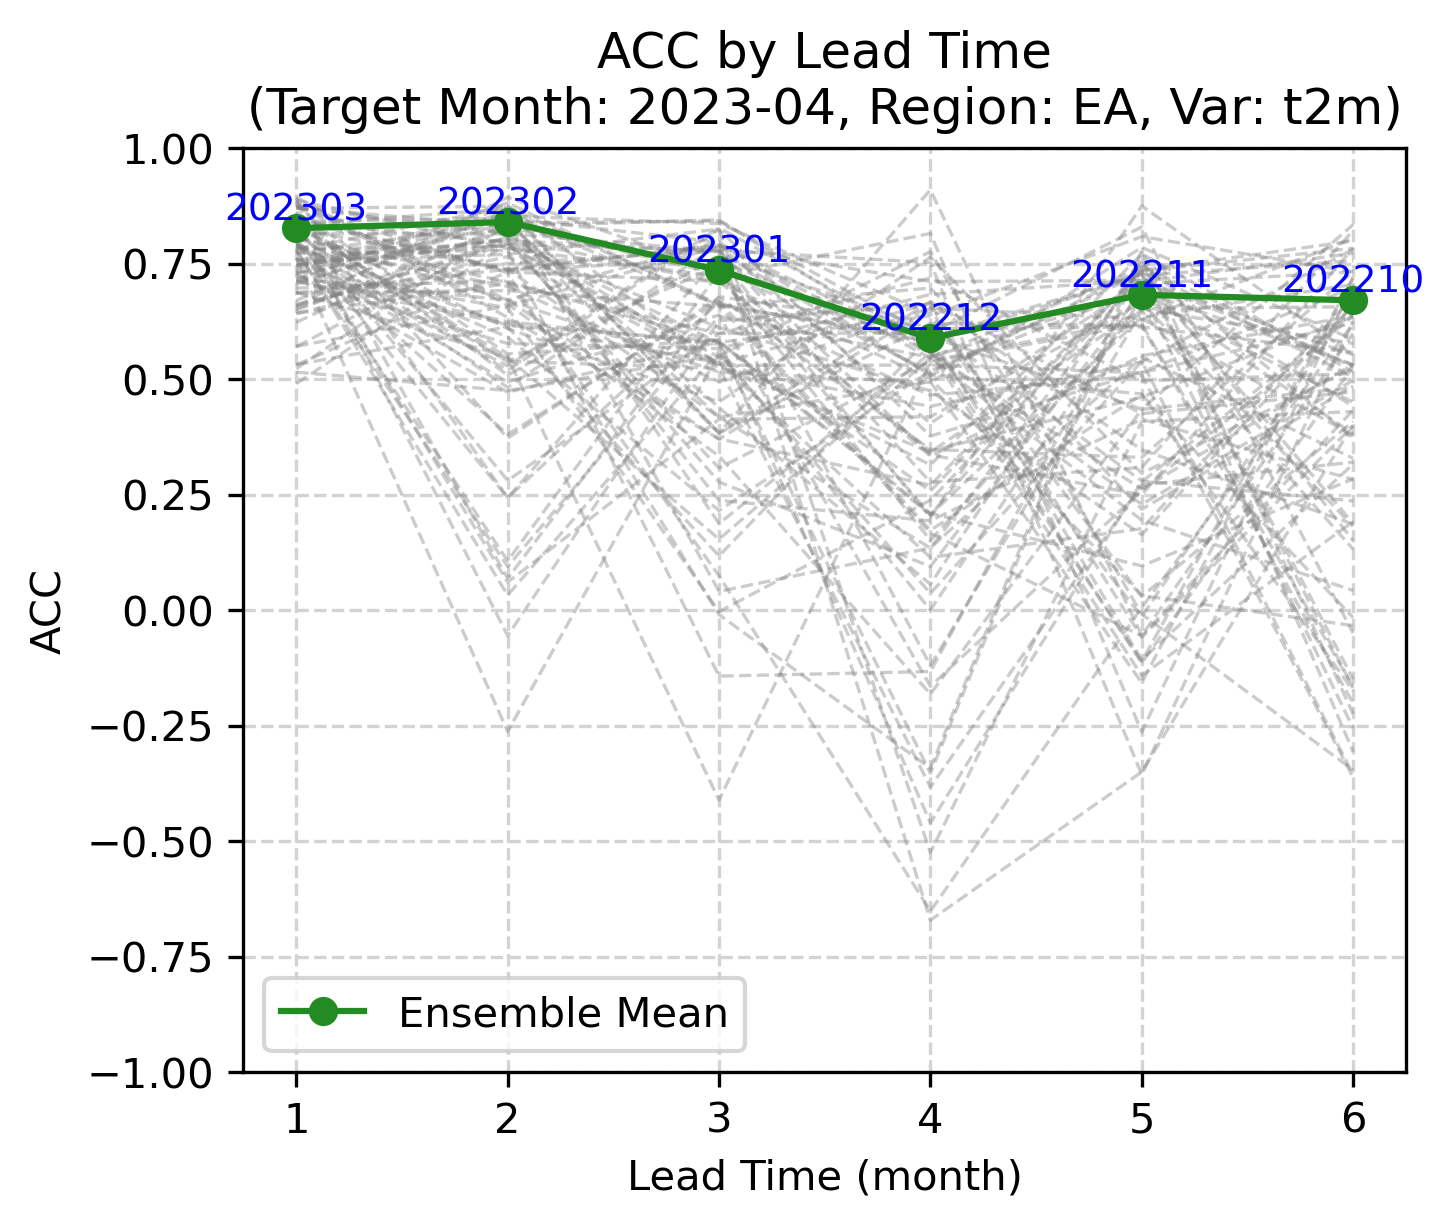 ACC by Lead Time
(Target Month: 2023-04, Region: EA, Var: t2m)
1.00
0.75
0.50
0.25
0.00
−0.25
−0.50
−0.75
−1.00
ACC
202303
202302
202301
202212
202211
202210
Ensemble Mean
1 2 3 4 5 6
Lead Time (month)